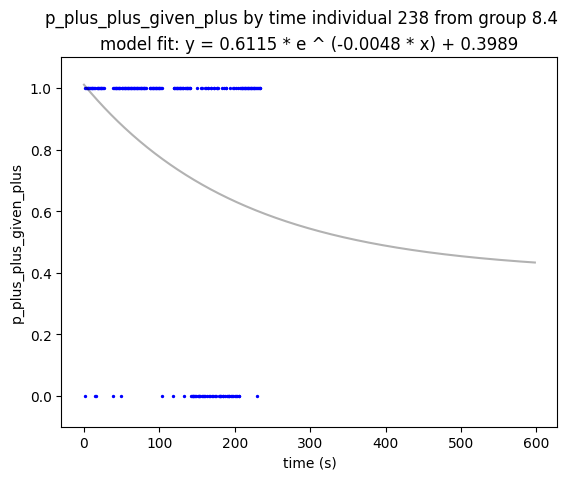 p_plus_plus_given_plus by time individual 238 from group 8.4
model fit: y = 0.6115 * e ^ (-0.0048 * x) + 0.3989
1.0
0.8
0.6
0.4
0.2
0.0
p_plus_plus_given_plus
0 100 200 300 400 500 600
time (s)